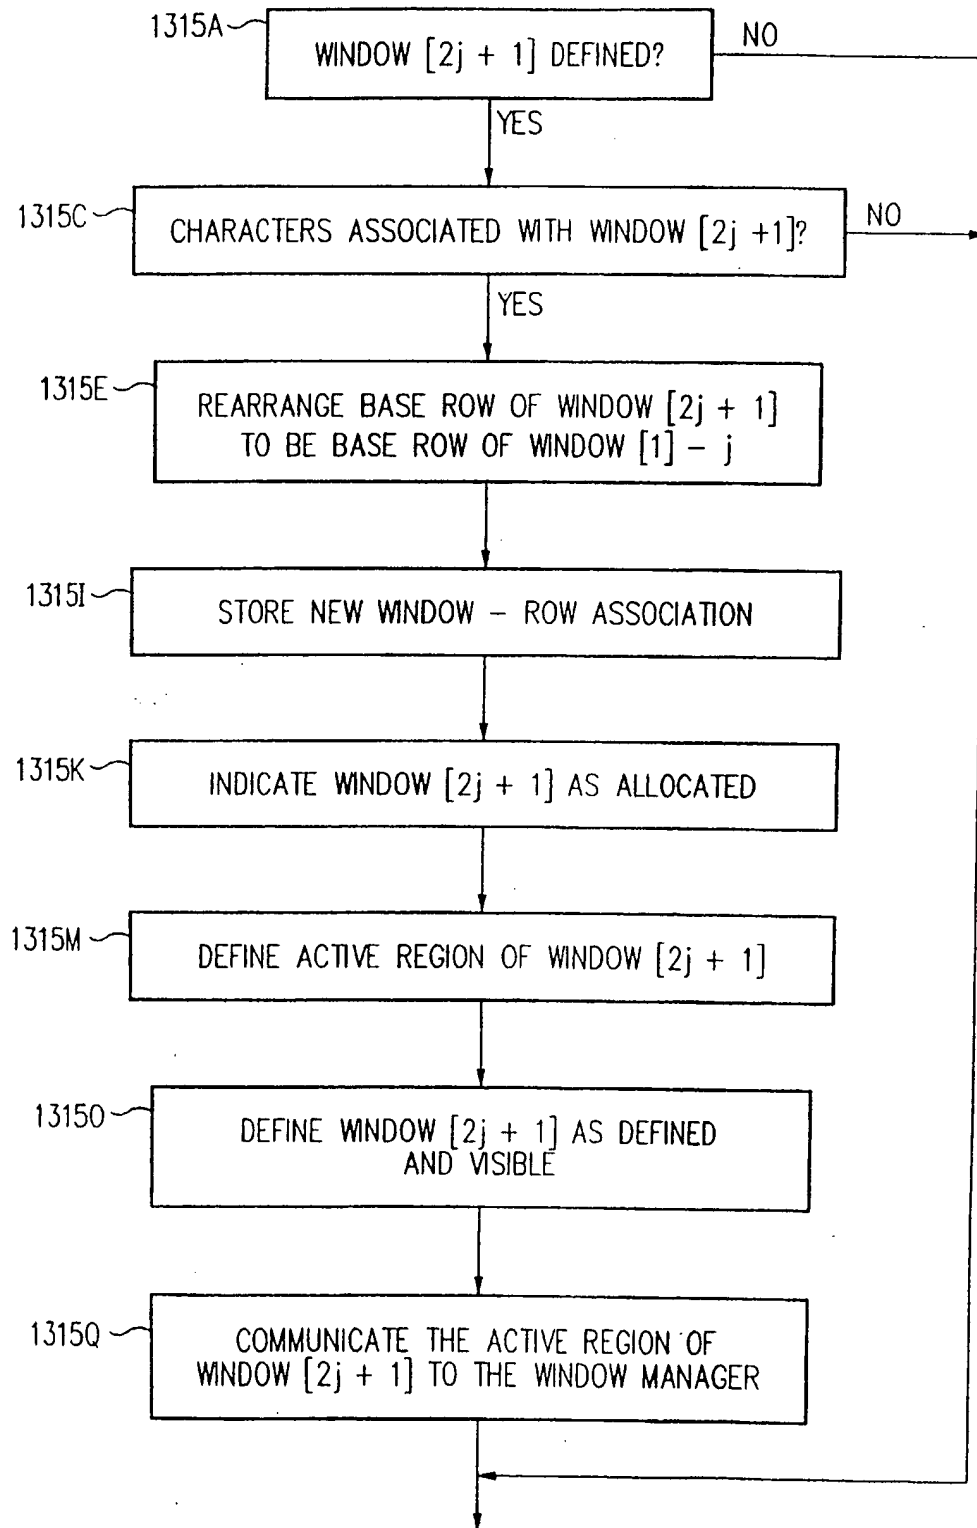 1315A
WINDOW [2j + 1] DEFINED?
NO
YES
1315C
CHARACTERS ASSOCIATED WITH WINDOW [2j +1]?
NO
YES
1315E
REARRANGE BASE ROW OF WINDOW [2j + 1]
TO BE BASE ROW OF WINDOW [1] – j
1315I
STORE NEW WINDOW – ROW ASSOCIATION
1315K
INDICATE WINDOW [2j + 1] AS ALLOCATED
1315M
DEFINE ACTIVE REGION OF WINDOW [2j + 1]
1315O
DEFINE WINDOW [2j + 1] AS DEFINED
AND VISIBLE
1315Q
COMMUNICATE THE ACTIVE REGION OF
WINDOW [2j + 1] TO THE WINDOW MANAGER